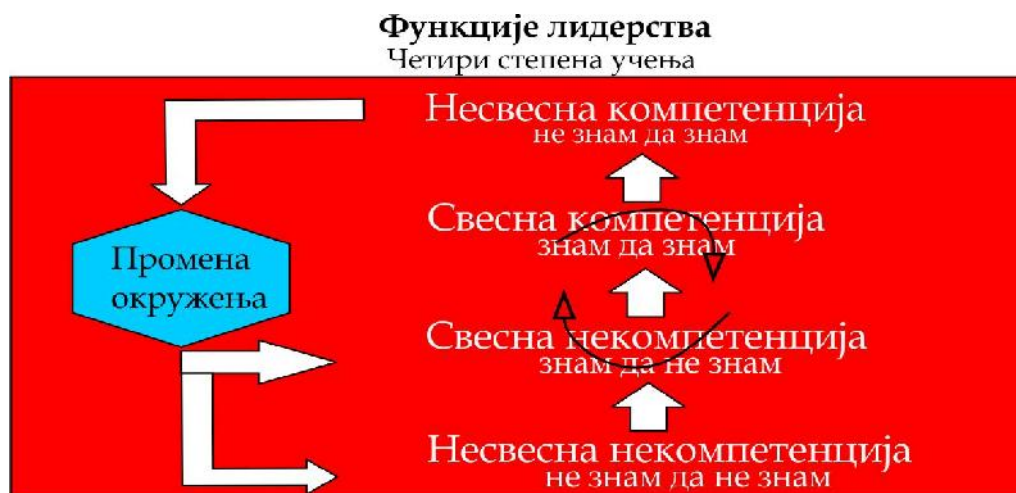 Функције лидерства
Четири степена учења
Несвесна компетенција
не знам да знам
Свесна компетенција
знам да знам
Промена
окружења
Свесна некомпетенција
знам да не знам
Несвесна некомпетенција
не знам да не знам